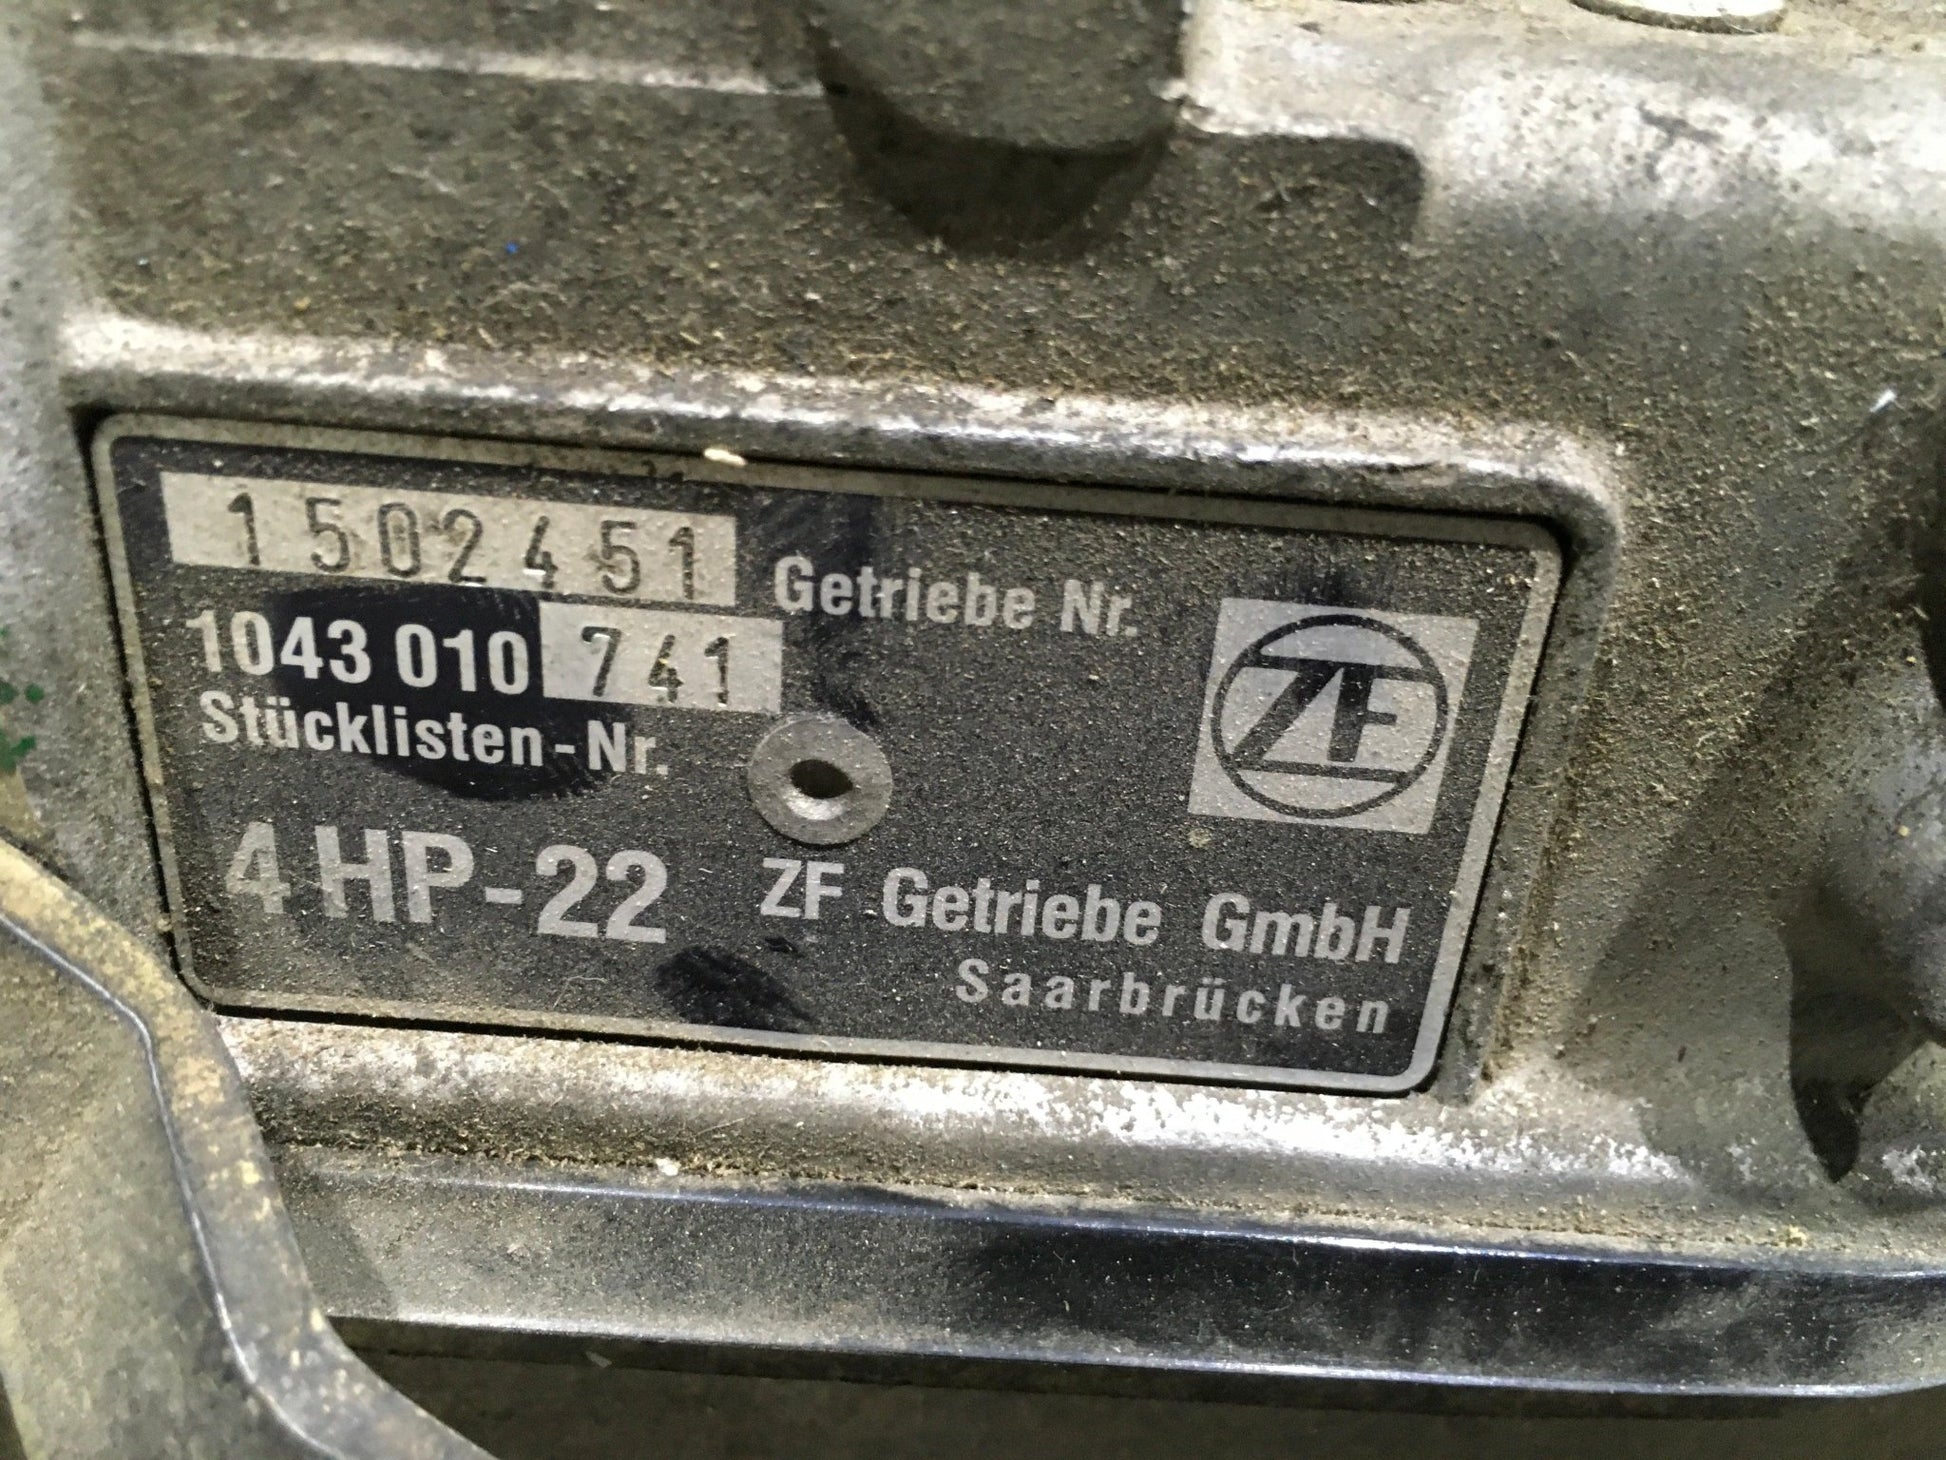 1502451 Getriebe Nr.
1043 010 741
Stücklisten-Nr.
ZF
4 HP-22 ZF Getriebe GmbH
Saarbrücken